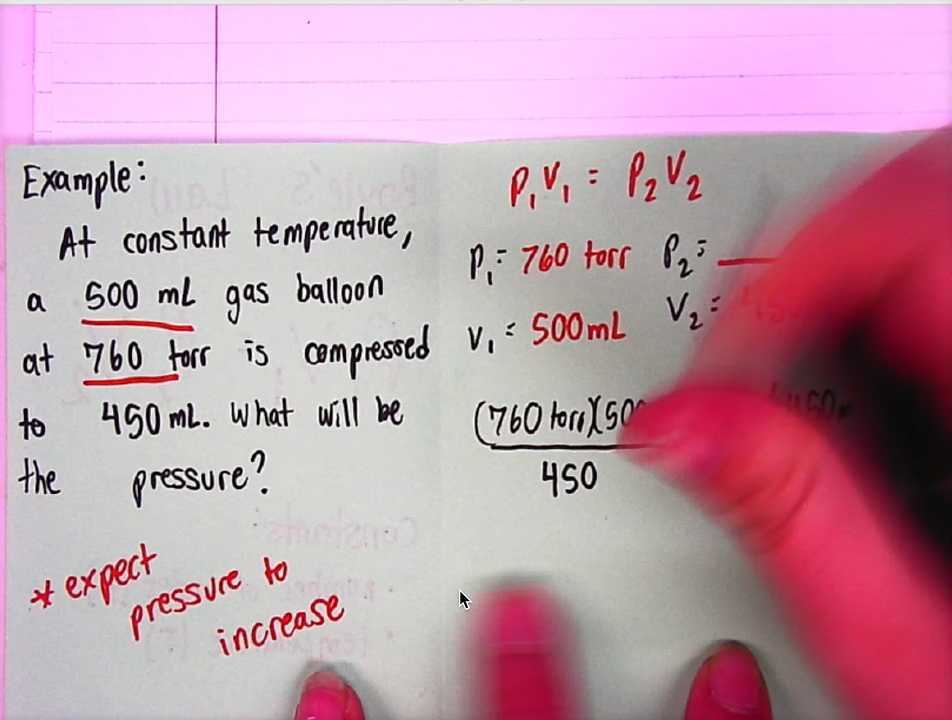 Example:
At constant temperature,
a 500 mL gas balloon
at 760 torr is compressed
to 450 mL. What will be
the pressure?
* expect
pressure to
increase
P₁V₁ = P₂V₂
P₁ = 760 torr P₂ =
V₁ = 500mL V₂ =
(760 torr)(50
450